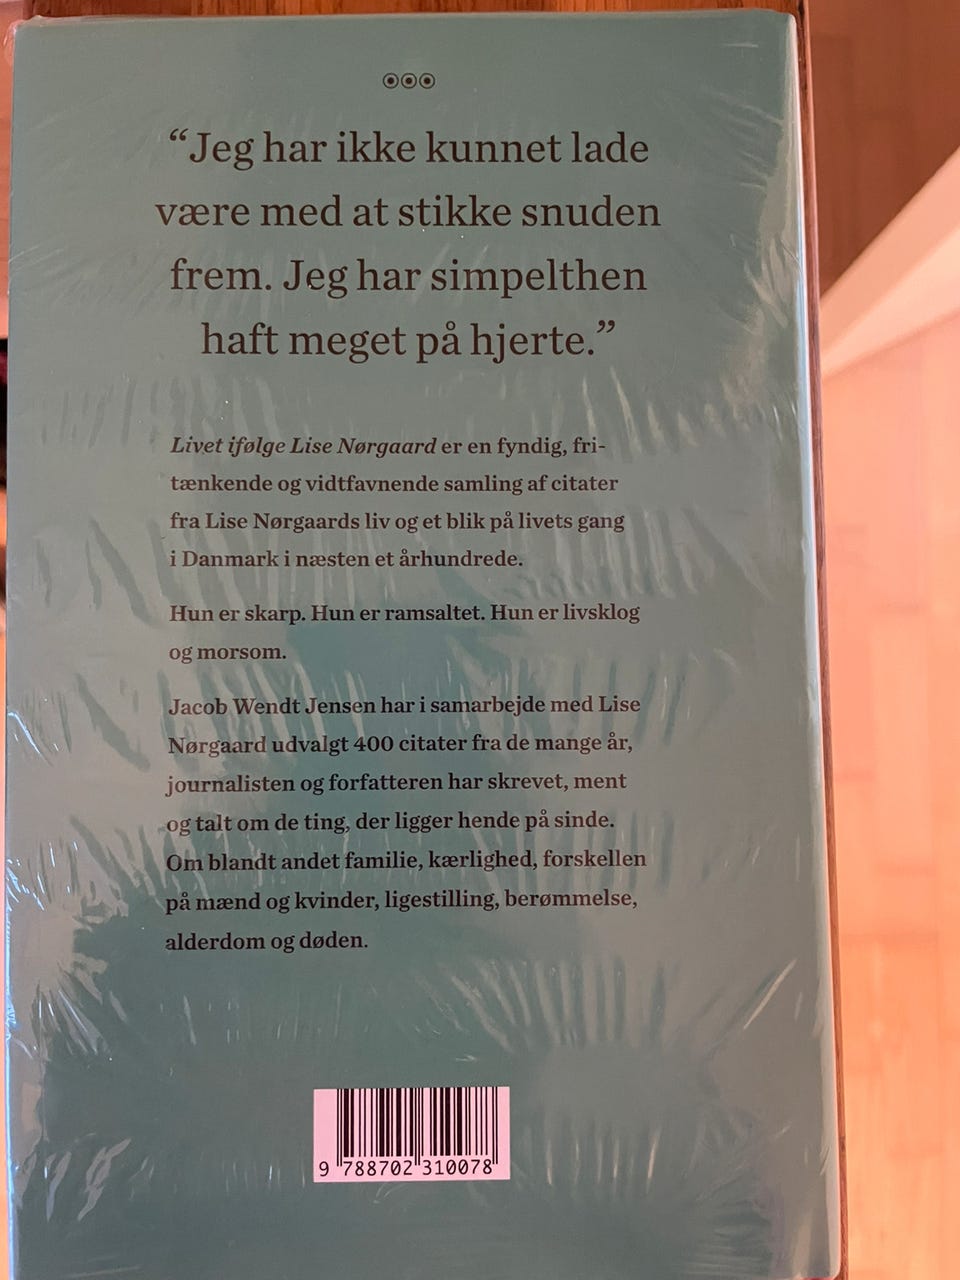 “Jeg har ikke kunnet lade
være med at stikke snuden
frem. Jeg har simpelthen
haft meget på hjerte.”
Livet ifølge Lise Nørgaard er en fyndig, fri-
tænkende og vidtfavnende samling af citater
fra Lise Nørgaards liv og et blik på livets gang
i Danmark i næsten et århundrede.
Hun er skarp. Hun er ramsaltet. Hun er livsklog
og morsom.
Jacob Wendt Jensen har i samarbejde med Lise
Nørgaard udvalgt 400 citater fra de mange år,
journalisten og forfatteren har skrevet, ment
og talt om de ting, der ligger hende på sinde.
Om blandt andet familie, kærlighed, forskellen
på mænd og kvinder, ligestilling, berømmelse,
alderdom og døden.
9 788702 310078